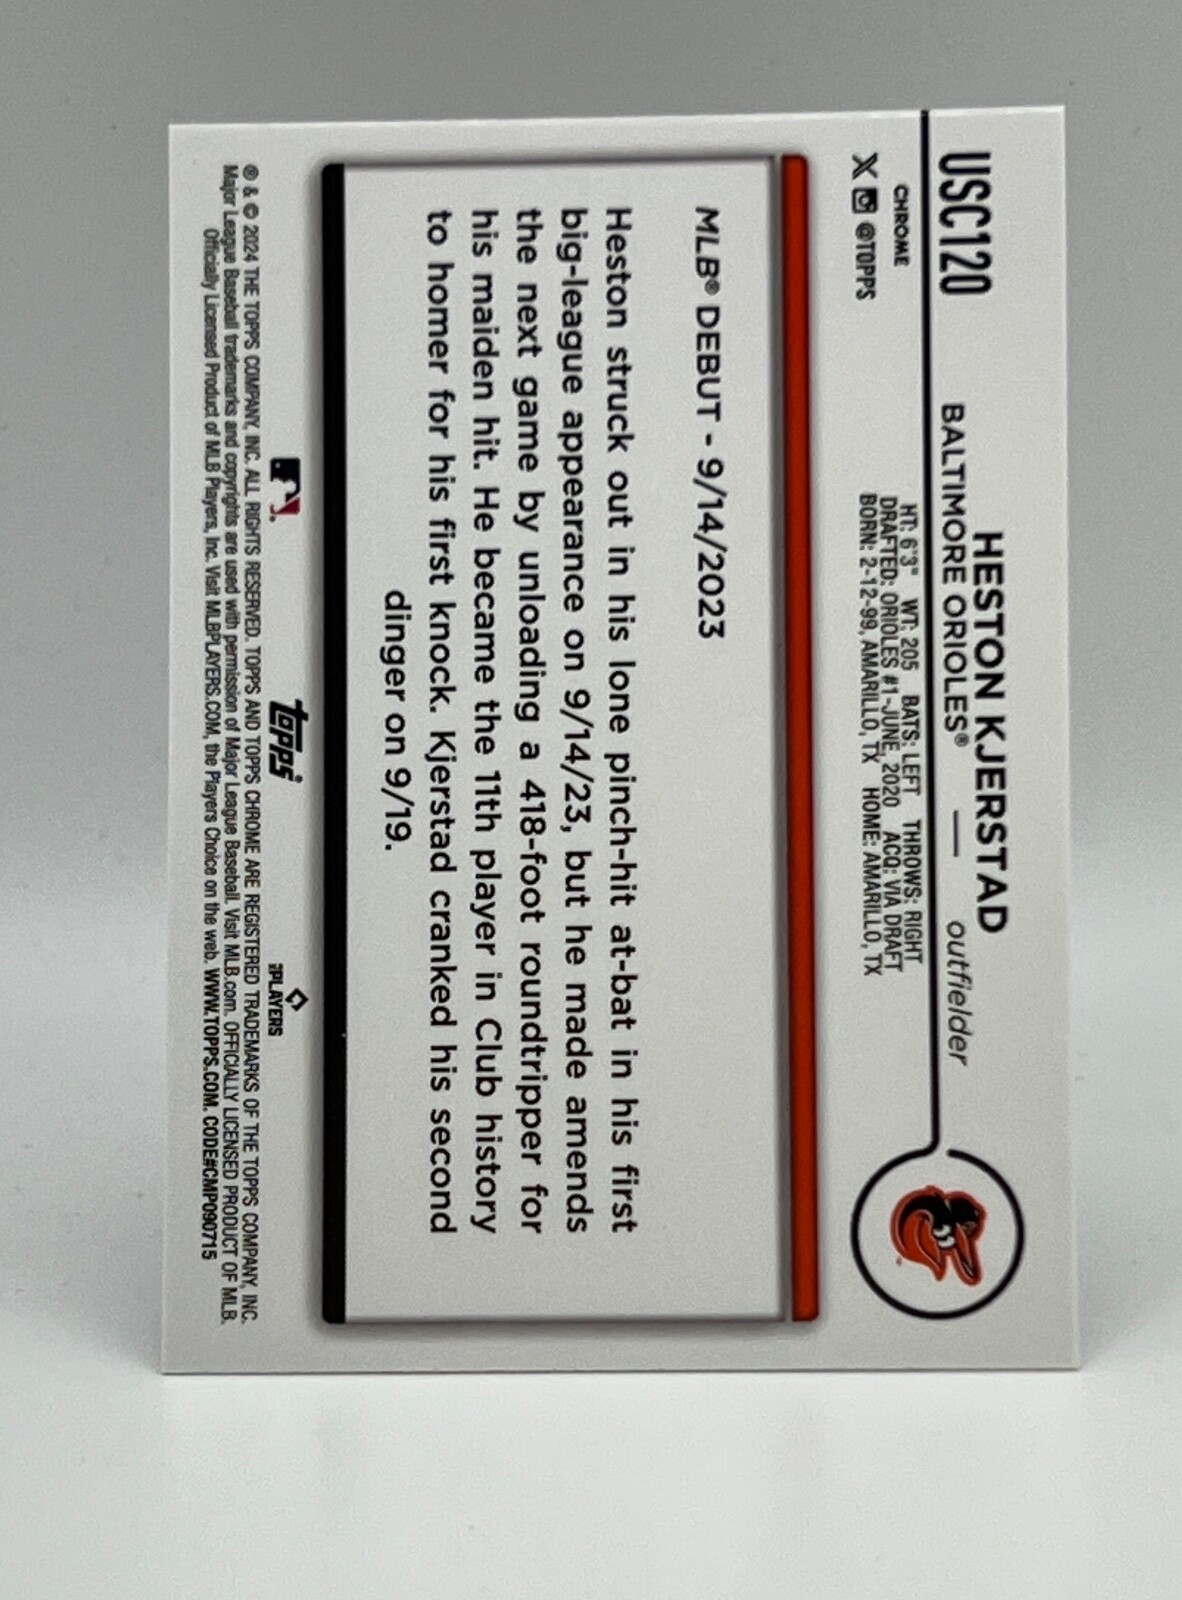 USC120
HESTON KJERSTAD
BALTIMORE ORIOLES® — outfielder
CHROME
X @TOPPS
HT: 6'3" WT: 205 BATS: LEFT THROWS: RIGHT
DRAFTED: ORIOLES #1-JUNE, 2020 ACQ: VIA DRAFT
BORN: 2-12-99, AMARILLO, TX HOME: AMARILLO, TX
MLB® DEBUT - 9/14/2023
Heston struck out in his lone pinch-hit at-bat in his first
big-league appearance on 9/14/23, but he made amends
the next game by unloading a 418-foot roundtripper for
his maiden hit. He became the 11th player in Club history
to homer for his first knock. Kjerstad cranked his second
dinger on 9/19.
topps
PLAYERS
® & © 2024 THE TOPPS COMPANY, INC. ALL RIGHTS RESERVED. TOPPS AND TOPPS CHROME ARE REGISTERED TRADEMARKS OF THE TOPPS COMPANY, INC.
Major League Baseball trademarks and copyrights are used with permission of Major League Baseball. Visit MLB.com. OFFICIALLY LICENSED PRODUCT OF MLB.
Officially Licensed Product of MLB Players, Inc. Visit MLBPLAYERS.COM, the Players Choice on the web. WWW.TOPPS.COM. CODE#CMP090715